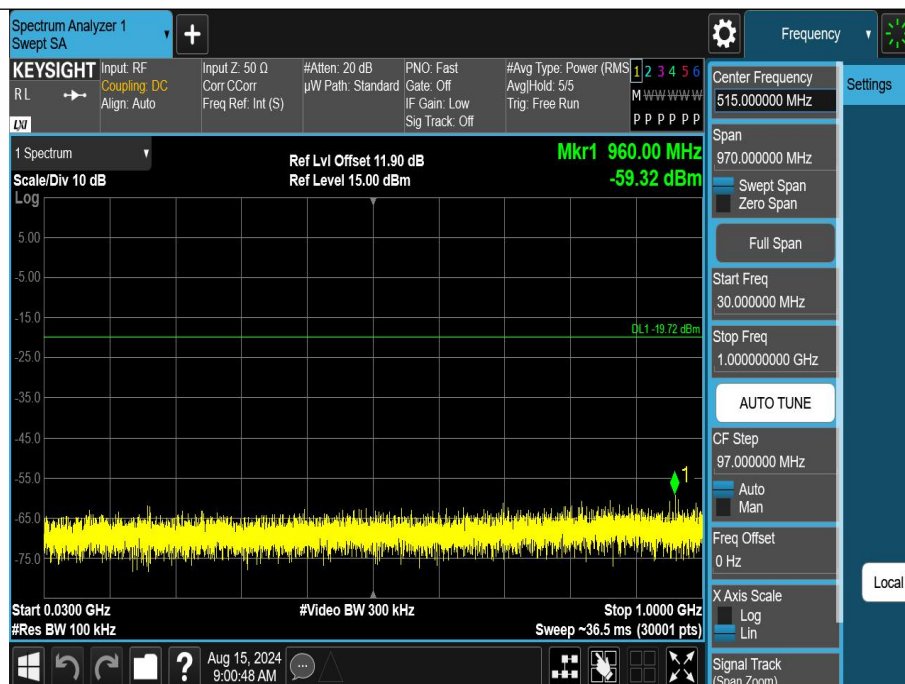 Spectrum Analyzer 1
Swept SA
+
Frequency
KEYSIGHT
RL
LXI
Input: RF
Coupling: DC
Align: Auto
Input Z: 50 Ω
Corr CCorr
Freq Ref: Int (S)
#Atten: 20 dB
µW Path: Standard
PNO: Fast
Gate: Off
IF Gain: Low
Sig Track: Off
#Avg Type: Power (RMS
Avg|Hold: 5/5
Trig: Free Run
1 2 3 4 5 6
M W W W W W
P P P P P P
1 Spectrum
Scale/Div 10 dB
Log
Ref Lvl Offset 11.90 dB
Ref Level 15.00 dBm
Mkr1 960.00 MHz
-59.32 dBm
5.00
-5.00
-15.0
DL1 -19.72 dBm
-25.0
-35.0
-45.0
-55.0
1
-65.0
-75.0
Start 0.0300 GHz
#Res BW 100 kHz
#Video BW 300 kHz
Stop 1.0000 GHz
Sweep ~36.5 ms (30001 pts)
Center Frequency
515.000000 MHz
Span
970.000000 MHz
Swept Span
Zero Span
Full Span
Start Freq
30.000000 MHz
Stop Freq
1.000000000 GHz
AUTO TUNE
CF Step
97.000000 MHz
Auto
Man
Freq Offset
0 Hz
X Axis Scale
Log
Lin
Signal Track
(Span Zoom)
Settings
Local
?
Aug 15, 2024
9:00:48 AM